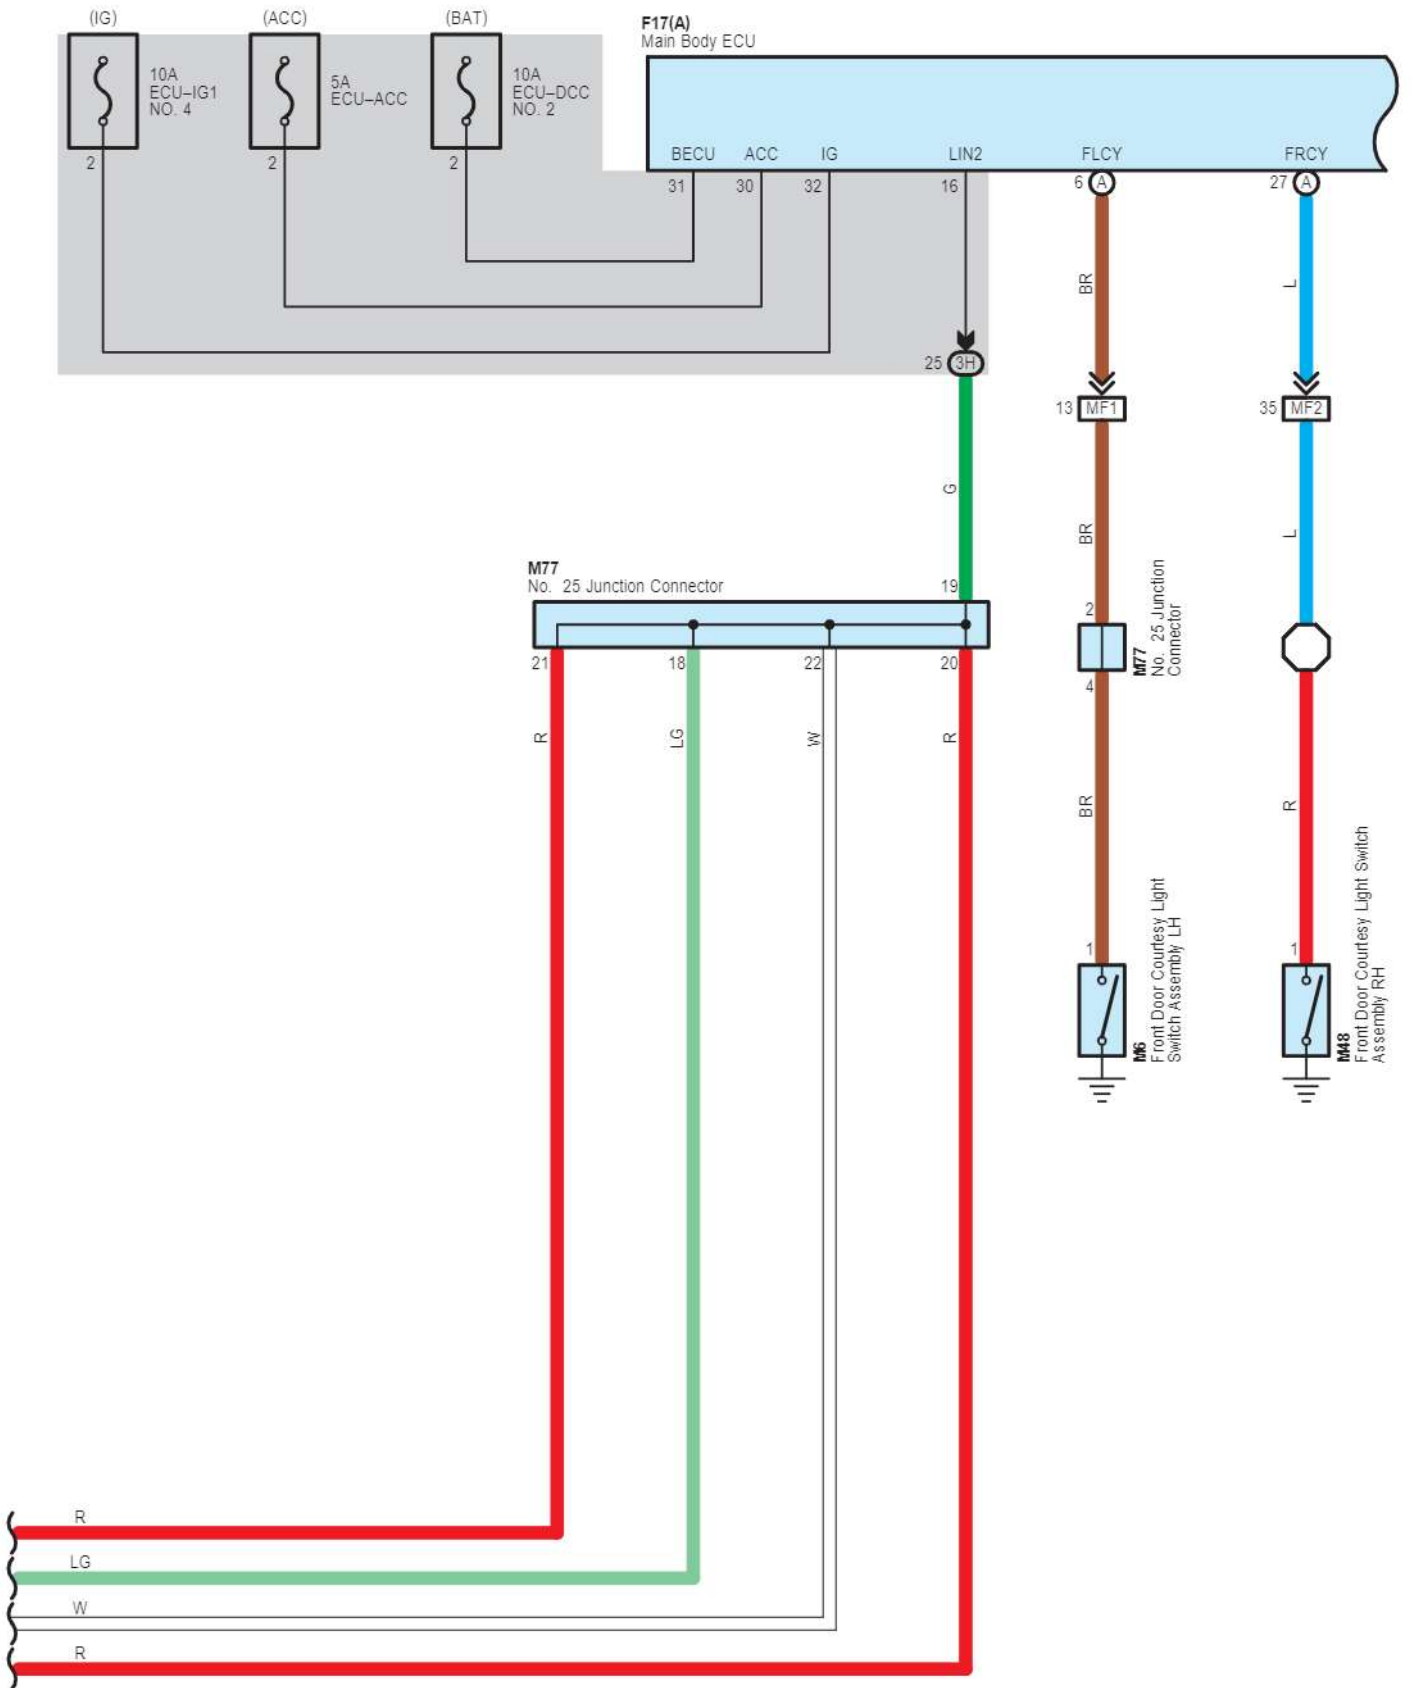 (IG)
(ACC)
(BAT)
10A
ECU–IG1
NO. 4
5A
ECU–ACC
10A
ECU–DCC
NO. 2
2
2
2
F17(A)
Main Body ECU
BECU
ACC
IG
LIN2
FLCY
FRCY
31
30
32
16
6
A
27
A
BR
L
25
3H
13
MF1
35
MF2
G
BR
L
M77
No. 25 Junction Connector
19
21
18
22
20
2
M77
No. 25 Junction
Connector
4
R
LG
W
R
BR
R
1
M6
Front Door Courtesy Light
Switch Assembly LH
1
M48
Front Door Courtesy Light Switch
Assembly RH
R
LG
W
R